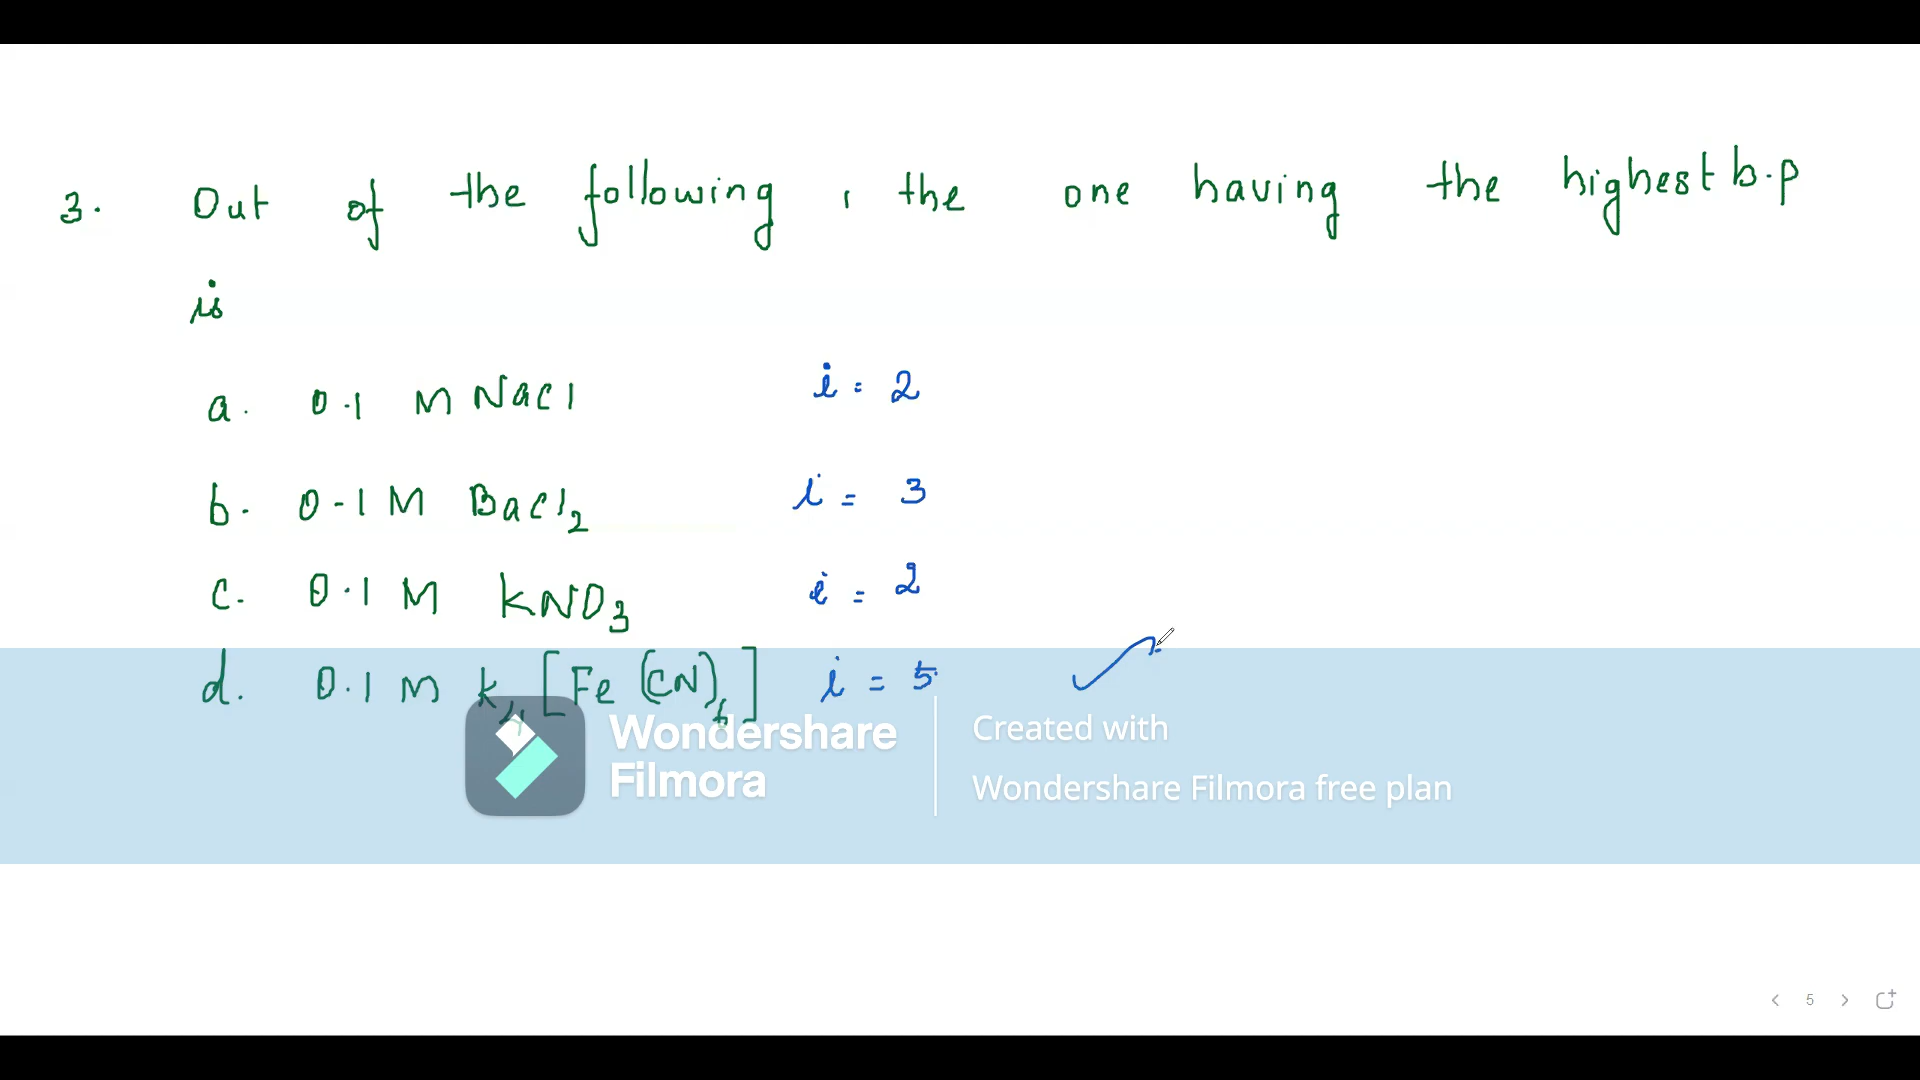 3. Out of the following, the one having the highest b.p
is
a. 0.1 M NaCl i = 2
b. 0.1 M BaCl2 i = 3
c. 0.1 M KNO3 i = 2
d. 0.1 M K4[Fe(CN)6] i = 5
Wondershare
Filmora
Created with
Wondershare Filmora free plan
5